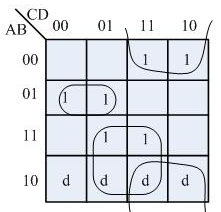 CD
AB
00 01 11 10
00 1 1
01 1 1
11 1 1
10 d d d d